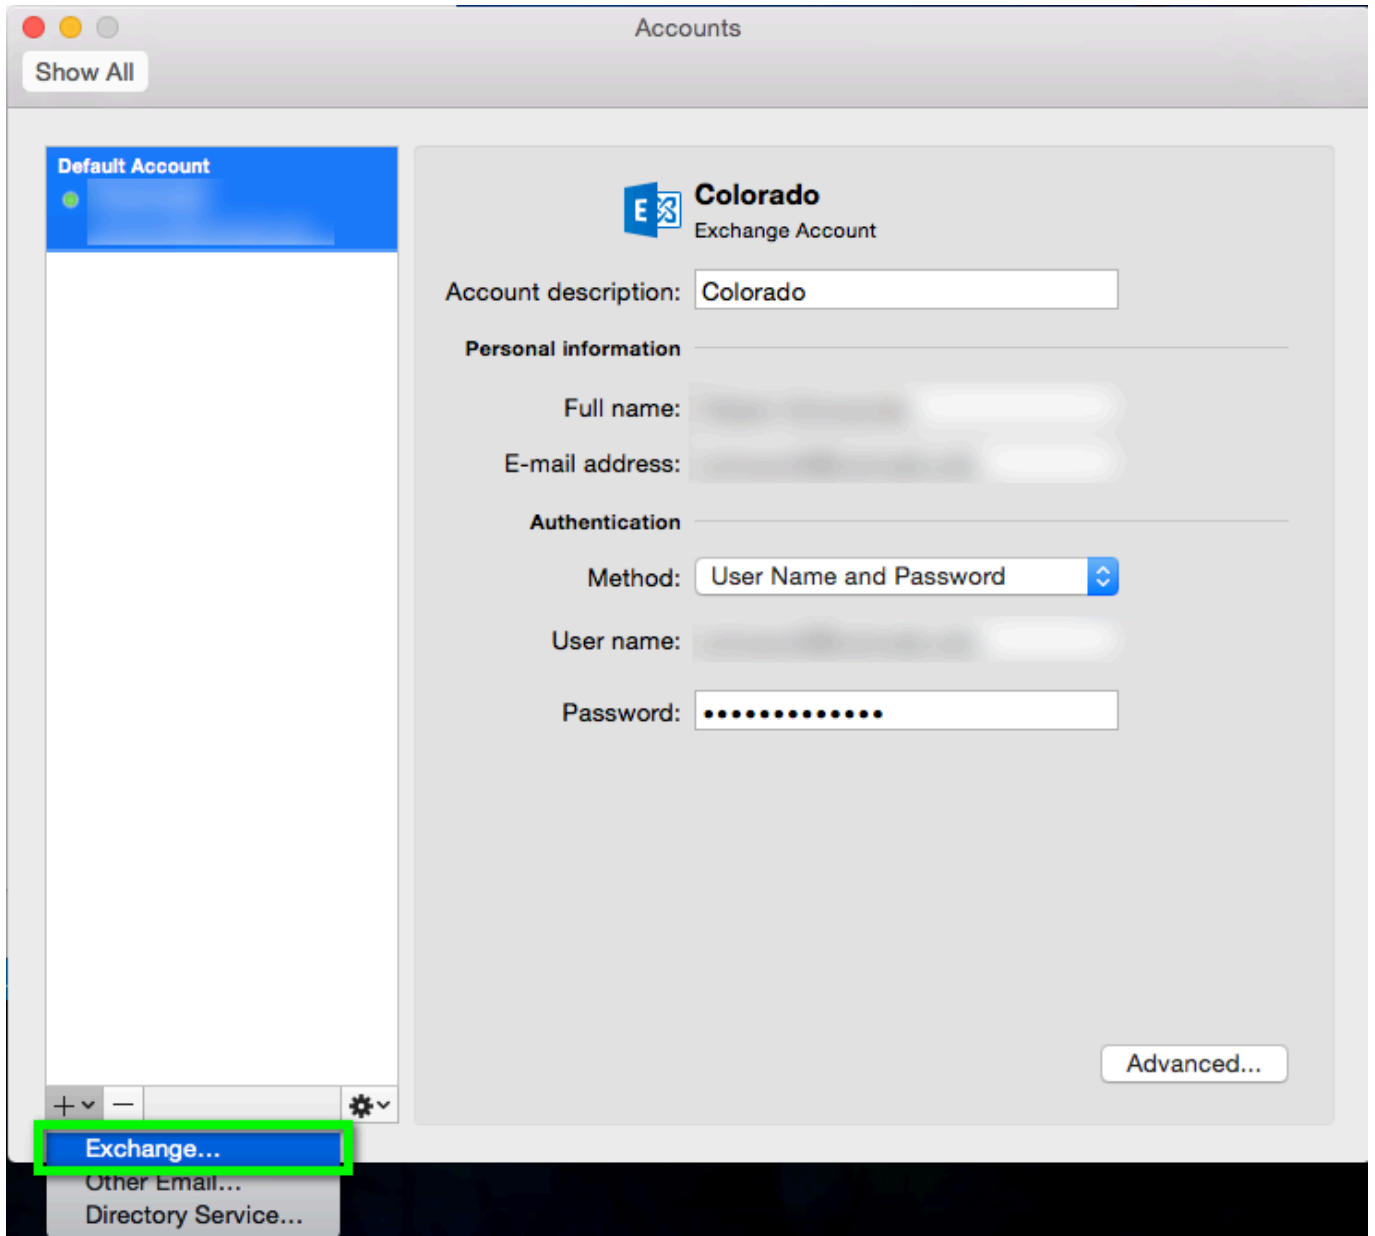 Accounts
Show All
Default Account
E
Colorado
Exchange Account
Account description: Colorado
Personal information
Full name:
E-mail address:
Authentication
Method: User Name and Password
User name:
Password: •••••••••••••
Advanced...
Exchange...
Other Email...
Directory Service...